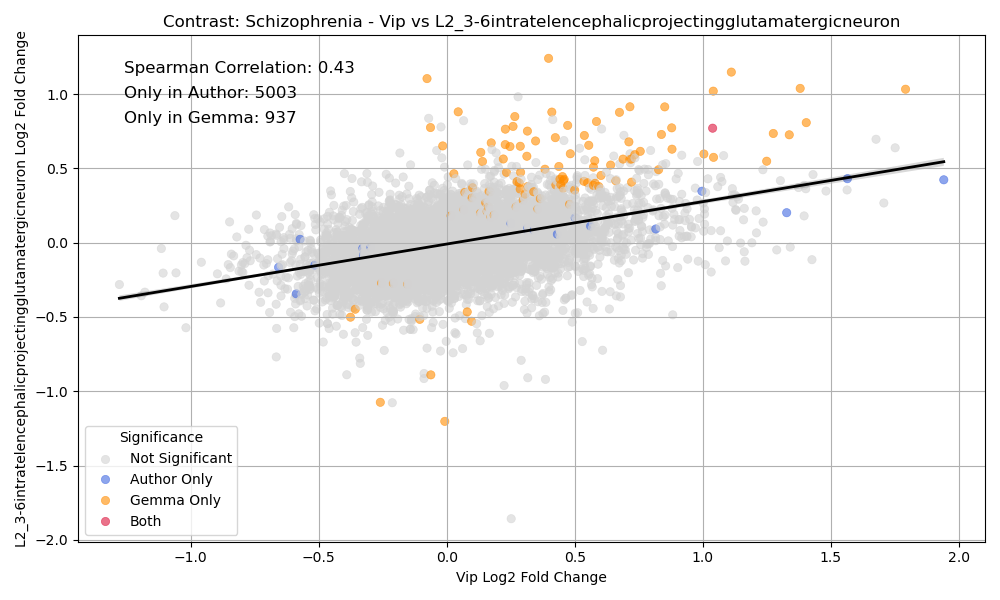 Contrast: Schizophrenia - Vip vs L2_3-6intratelencephalicprojectingglutamatergicneuron
L2_3-6intratelencephalicprojectingglutamatergicneuron Log2 Fold Change
Spearman Correlation: 0.43
Only in Author: 5003
Only in Gemma: 937
1.0
0.5
0.0
−0.5
−1.0
−1.5
−2.0
Significance
Not Significant
Author Only
Gemma Only
Both
−1.0 −0.5 0.0 0.5 1.0 1.5 2.0
Vip Log2 Fold Change